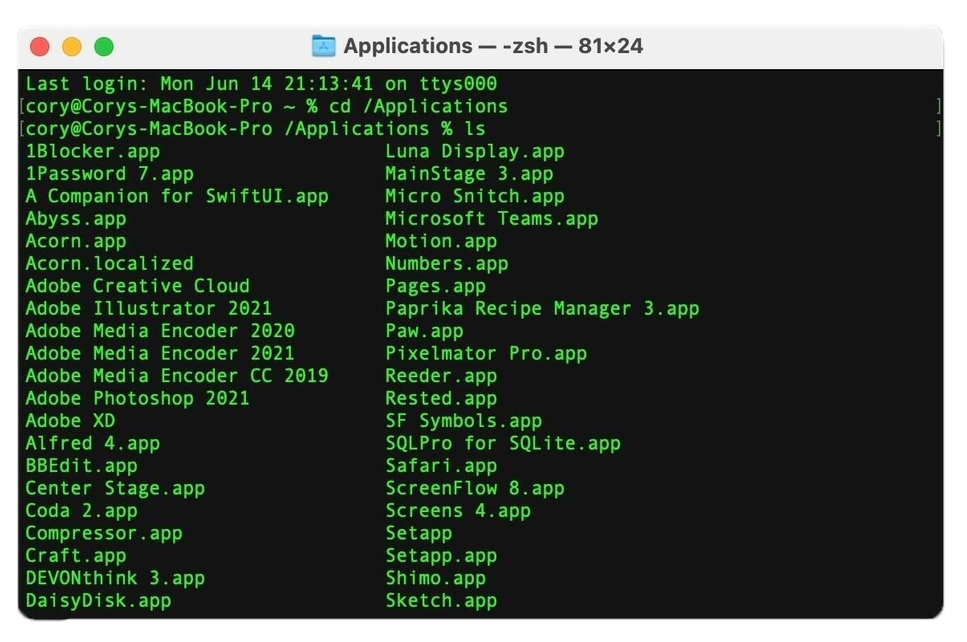 Applications — -zsh — 81×24
Last login: Mon Jun 14 21:13:41 on ttys000
[cory@Corys-MacBook-Pro ~ % cd /Applications ]
[cory@Corys-MacBook-Pro /Applications % ls ]
1Blocker.app Luna Display.app
1Password 7.app MainStage 3.app
A Companion for SwiftUI.app Micro Snitch.app
Abyss.app Microsoft Teams.app
Acorn.app Motion.app
Acorn.localized Numbers.app
Adobe Creative Cloud Pages.app
Adobe Illustrator 2021 Paprika Recipe Manager 3.app
Adobe Media Encoder 2020 Paw.app
Adobe Media Encoder 2021 Pixelmator Pro.app
Adobe Media Encoder CC 2019 Reeder.app
Adobe Photoshop 2021 Rested.app
Adobe XD SF Symbols.app
Alfred 4.app SQLPro for SQLite.app
BBEdit.app Safari.app
Center Stage.app ScreenFlow 8.app
Coda 2.app Screens 4.app
Compressor.app Setapp
Craft.app Setapp.app
DEVONthink 3.app Shimo.app
DaisyDisk.app Sketch.app